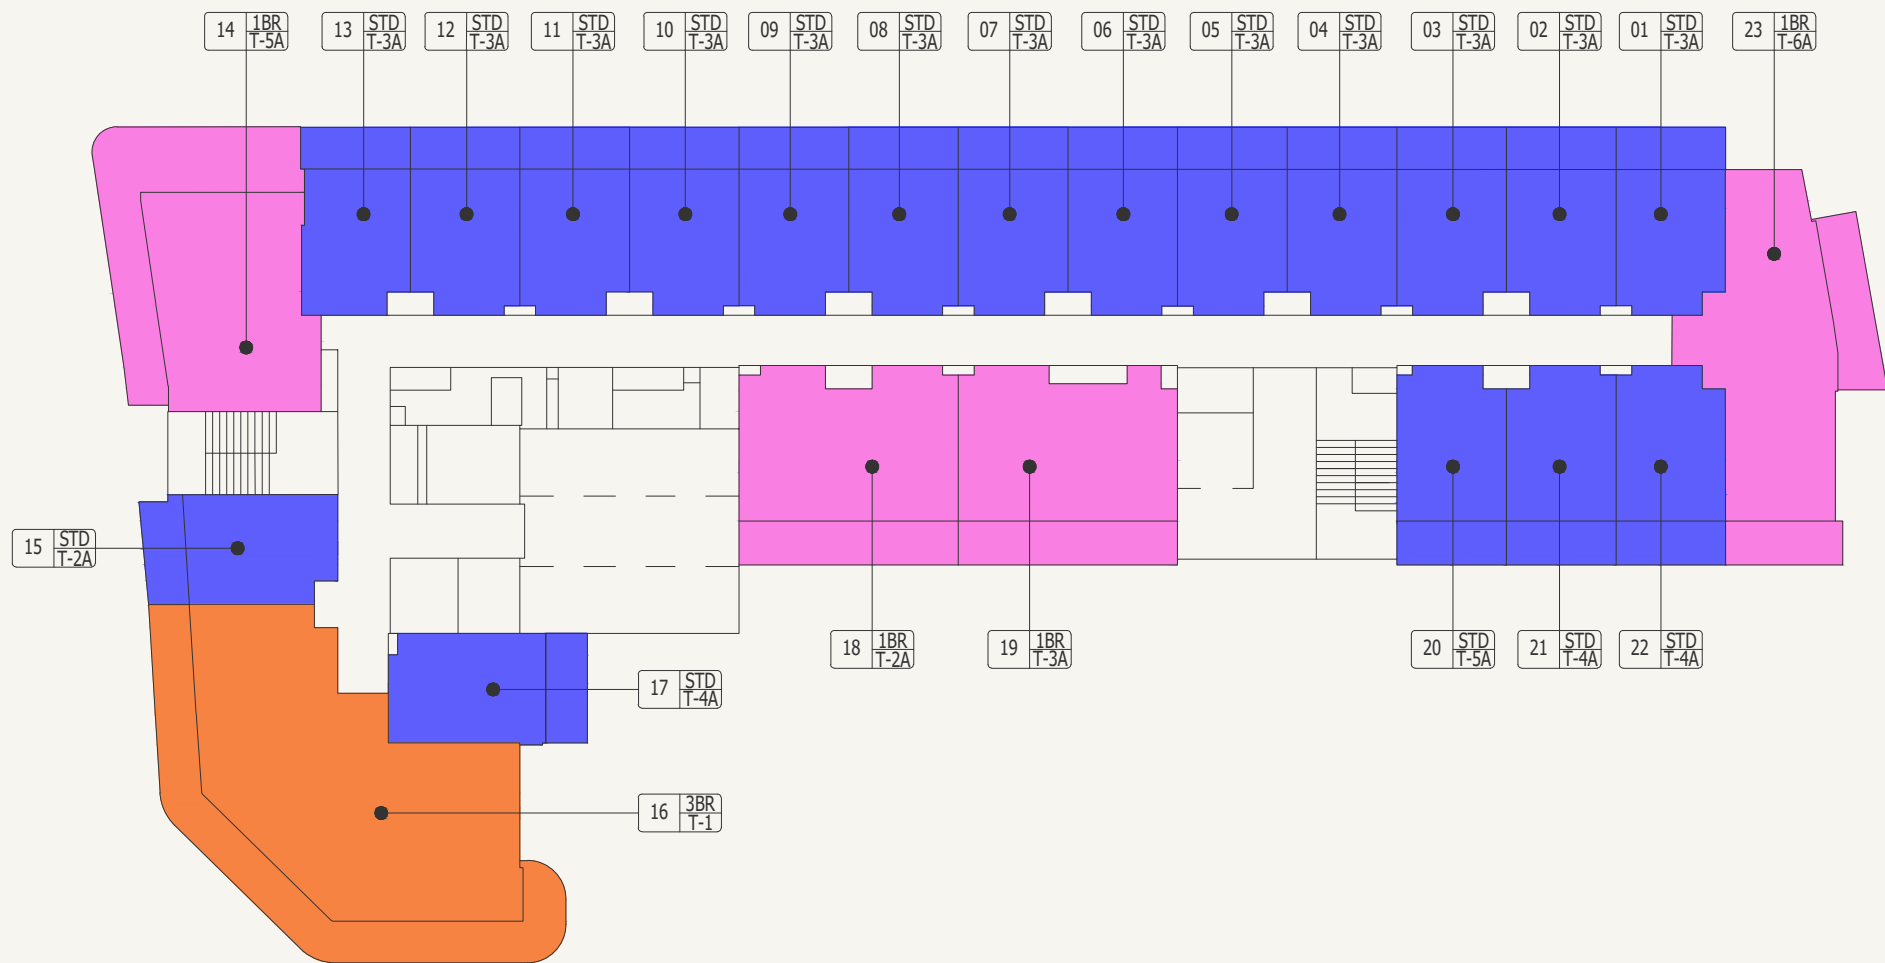 14 1BR T-5A
13 STD T-3A
12 STD T-3A
11 STD T-3A
10 STD T-3A
09 STD T-3A
08 STD T-3A
07 STD T-3A
06 STD T-3A
05 STD T-3A
04 STD T-3A
03 STD T-3A
02 STD T-3A
01 STD T-3A
23 1BR T-6A
15 STD T-2A
18 1BR T-2A
19 1BR T-3A
20 STD T-5A
21 STD T-4A
22 STD T-4A
17 STD T-4A
16 3BR T-1